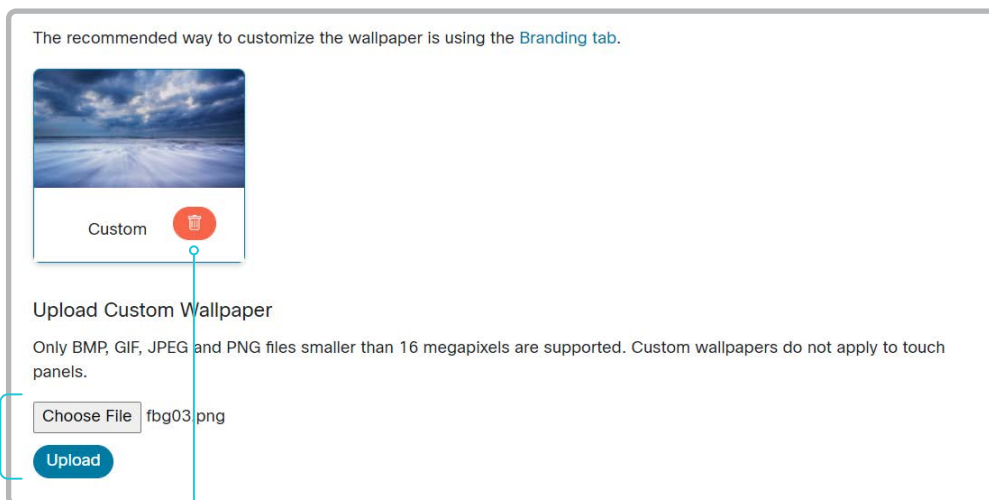 The recommended way to customize the wallpaper is using the Branding tab.
Custom
Upload Custom Wallpaper
Only BMP, GIF, JPEG and PNG files smaller than 16 megapixels are supported. Custom wallpapers do not apply to touch
panels.
Choose File fbg03.png
Upload